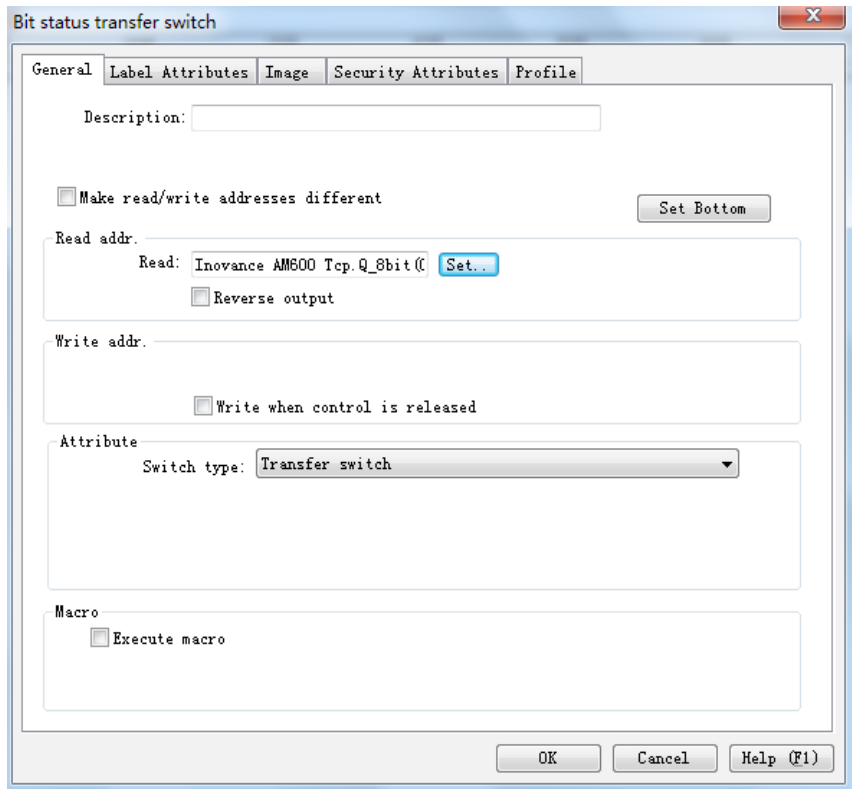 Bit status transfer switch
General Label Attributes Image Security Attributes Profile
Description:
Make read/write addresses different
Set Bottom
Read addr.
Read: Inovance AM600 Tcp.Q_8bit(0 Set..
Reverse output
Write addr.
Write when control is released
Attribute
Switch type: Transfer switch
Macro
Execute macro
OK Cancel Help (F1)